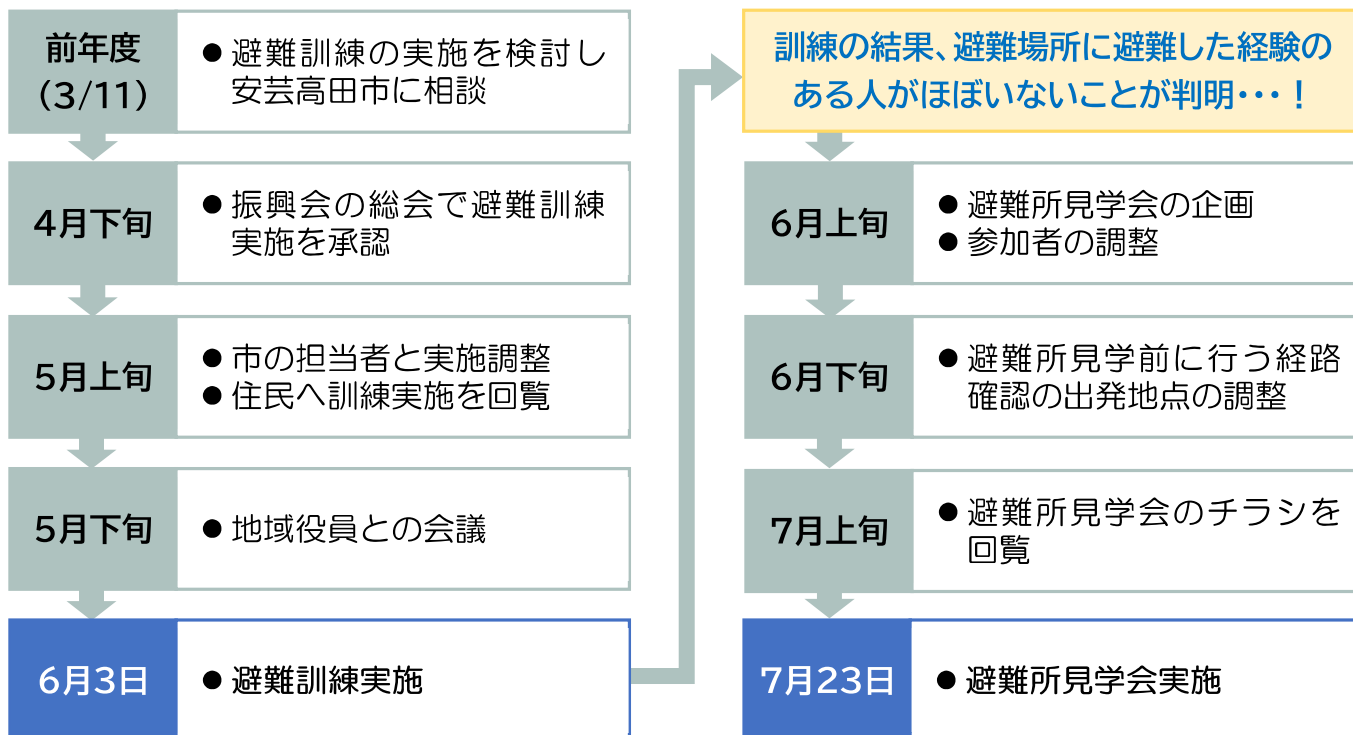 前年度
(3/11)
● 避難訓練の実施を検討し
安芸高田市に相談
4月下旬
● 振興会の総会で避難訓練
実施を承認
5月上旬
● 市の担当者と実施調整
● 住民へ訓練実施を回覧
5月下旬
● 地域役員との会議
6月3日
● 避難訓練実施
訓練の結果、避難場所に避難した経験の
ある人がほぼいないことが判明・・・！
6月上旬
● 避難所見学会の企画
● 参加者の調整
6月下旬
● 避難所見学前に行う経路
確認の出発地点の調整
7月上旬
● 避難所見学会のチラシを
回覧
7月23日
● 避難所見学会実施